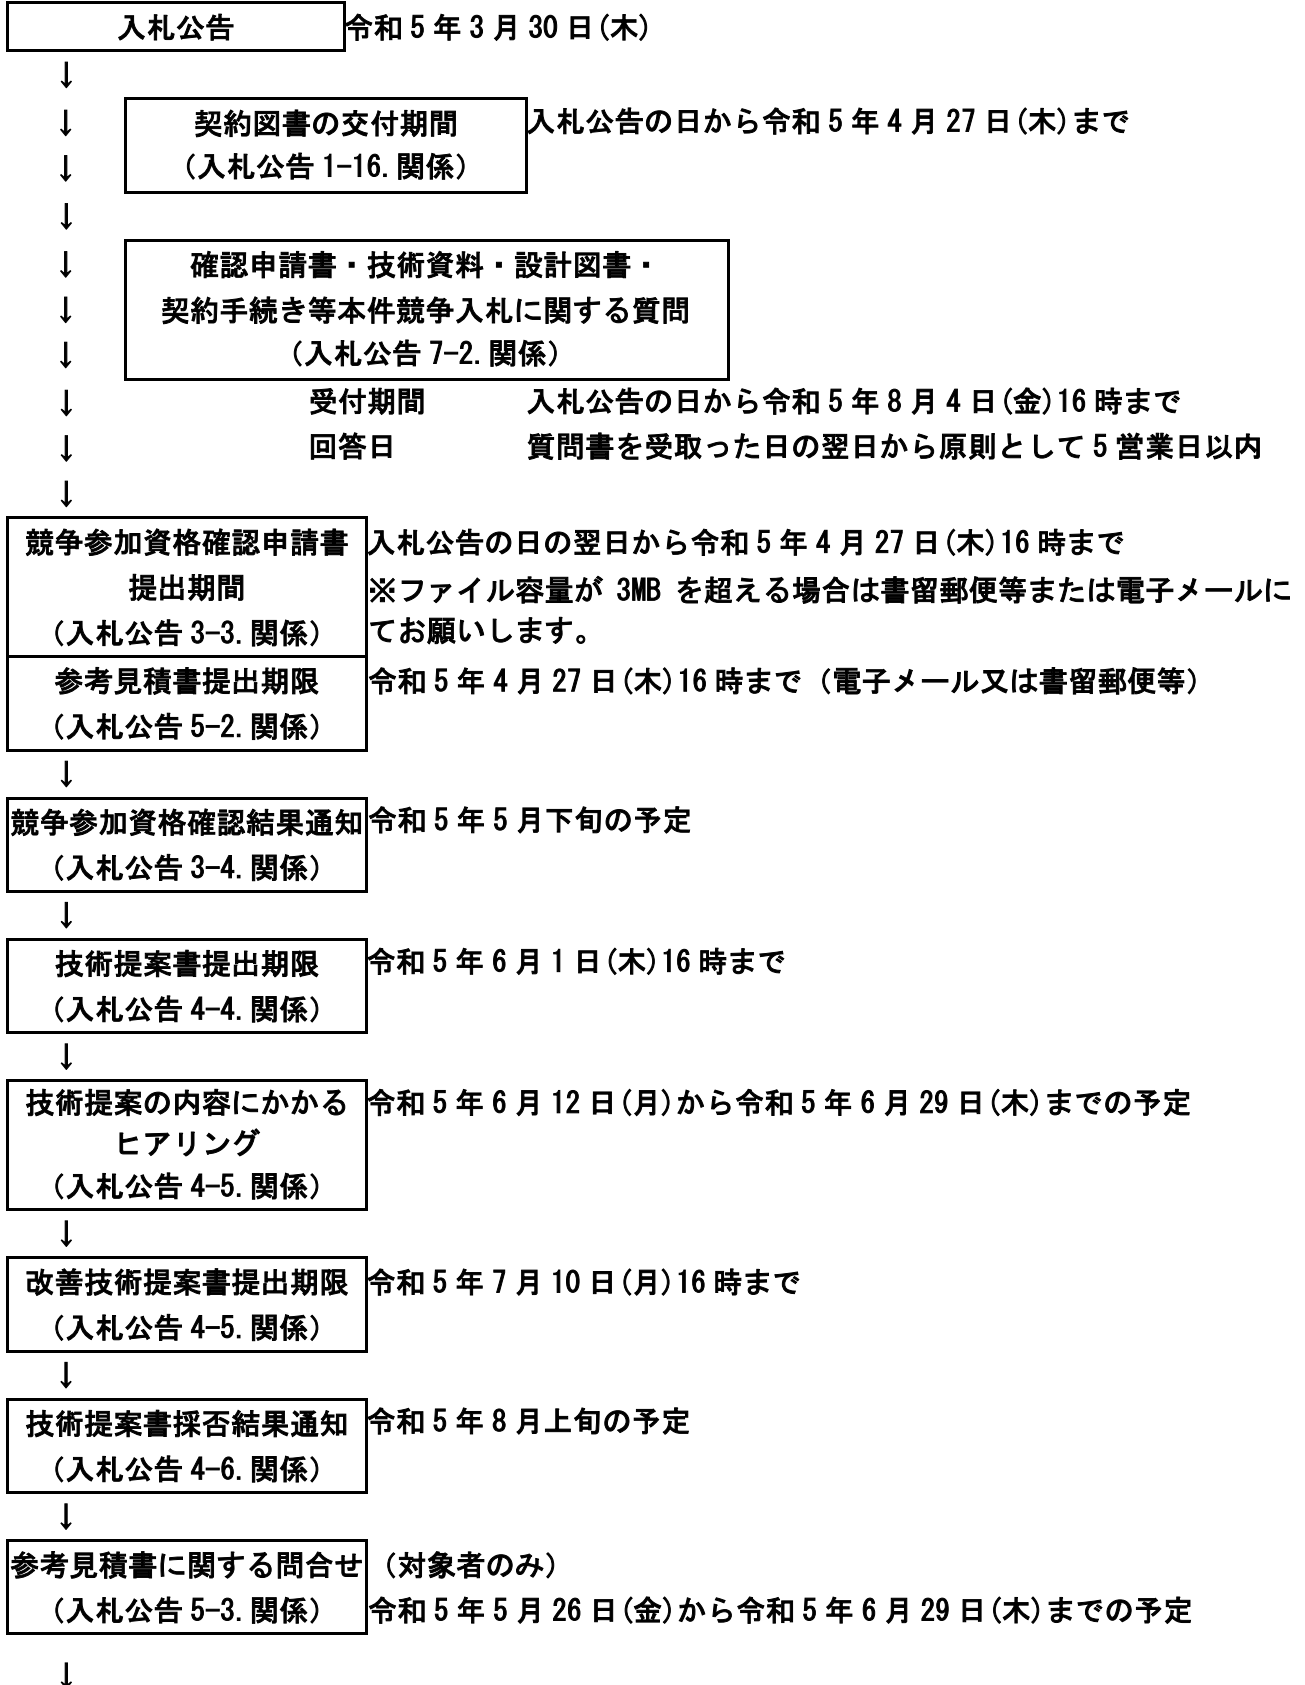 入札公告 令和5年3月30日(木)
↓
↓ 契約図書の交付期間 入札公告の日から令和5年4月27日(木)まで
↓ （入札公告1-16.関係）
↓
↓ 確認申請書・技術資料・設計図書・
↓ 契約手続き等本件競争入札に関する質問
↓ （入札公告7-2.関係）
↓ 受付期間 入札公告の日から令和5年8月4日(金)16時まで
↓ 回答日 質問書を受取った日の翌日から原則として5営業日以内
↓
競争参加資格確認申請書 入札公告の日の翌日から令和5年4月27日(木)16時まで
提出期間 ※ファイル容量が 3MB を超える場合は書留郵便等または電子メールに
（入札公告3-3.関係） てお願いします。
参考見積書提出期限 令和5年4月27日(木)16時まで（電子メール又は書留郵便等）
（入札公告5-2.関係）
↓
競争参加資格確認結果通知 令和5年5月下旬の予定
（入札公告3-4.関係）
↓
技術提案書提出期限 令和5年6月1日(木)16時まで
（入札公告4-4.関係）
↓
技術提案の内容にかかる 令和5年6月12日(月)から令和5年6月29日(木)までの予定
ヒアリング
（入札公告4-5.関係）
↓
改善技術提案書提出期限 令和5年7月10日(月)16時まで
（入札公告4-5.関係）
↓
技術提案書採否結果通知 令和5年8月上旬の予定
（入札公告4-6.関係）
↓
参考見積書に関する問合せ （対象者のみ）
（入札公告5-3.関係） 令和5年5月26日(金)から令和5年6月29日(木)までの予定
↓